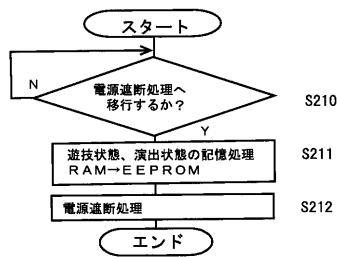 スタート
電源遮断処理へ
移行するか？
N
S210
Y
遊技状態、演出状態の記憶処理
RAM→EEPROM
S211
電源遮断処理
S212
エンド